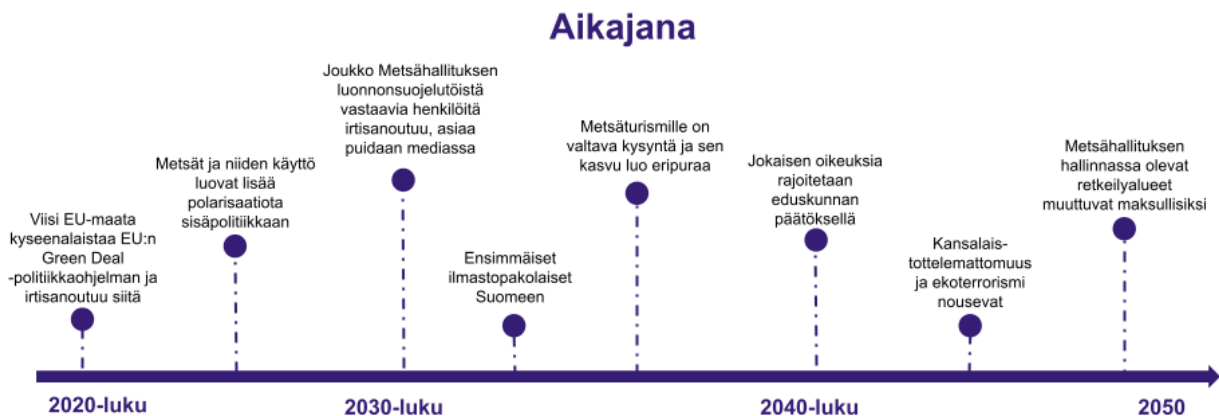 Aikajana
Viisi EU-maata
kyseenalaistaa EU:n
Green Deal
-politiikkaohjelman ja
irtisanoutuu siitä
Metsät ja niiden käyttö
luovat lisää
polarisaatiota
sisäpolitiikkaan
Joukko Metsähallituksen
luonnonsuojelutöistä
vastaavia henkilöitä
irtisanoutuu, asiaa
puidaan mediassa
Ensimmäiset
ilmastopakolaiset
Suomeen
Metsäturismille on
valtava kysyntä ja sen
kasvu luo eripuraa
Jokaisen oikeuksia
rajoitetaan
eduskunnan
päätöksellä
Kansalais-
tottelemattomuus
ja ekoterrorismi
nousevat
Metsähallituksen
hallinnassa olevat
retkeilyalueet
muuttuvat maksullisiksi
2020-luku
2030-luku
2040-luku
2050